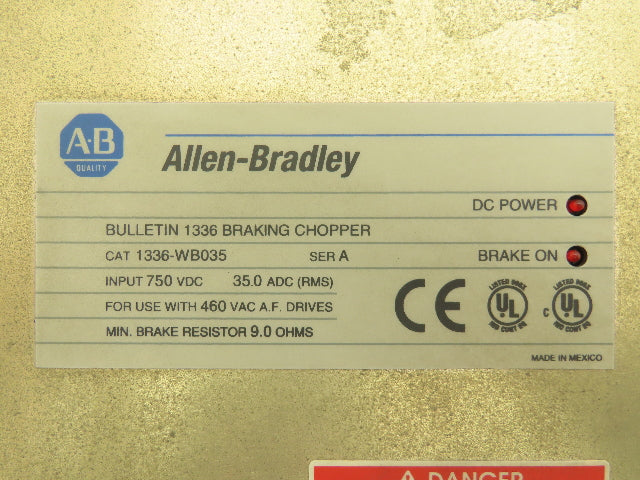 A-B
QUALITY
Allen-Bradley
DC POWER
BULLETIN 1336 BRAKING CHOPPER
CAT 1336-WB035 SER A
BRAKE ON
INPUT 750 VDC 35.0 ADC (RMS)
FOR USE WITH 460 VAC A.F. DRIVES
MIN. BRAKE RESISTOR 9.0 OHMS
CE
UL
C UL
MADE IN MEXICO
DANGER